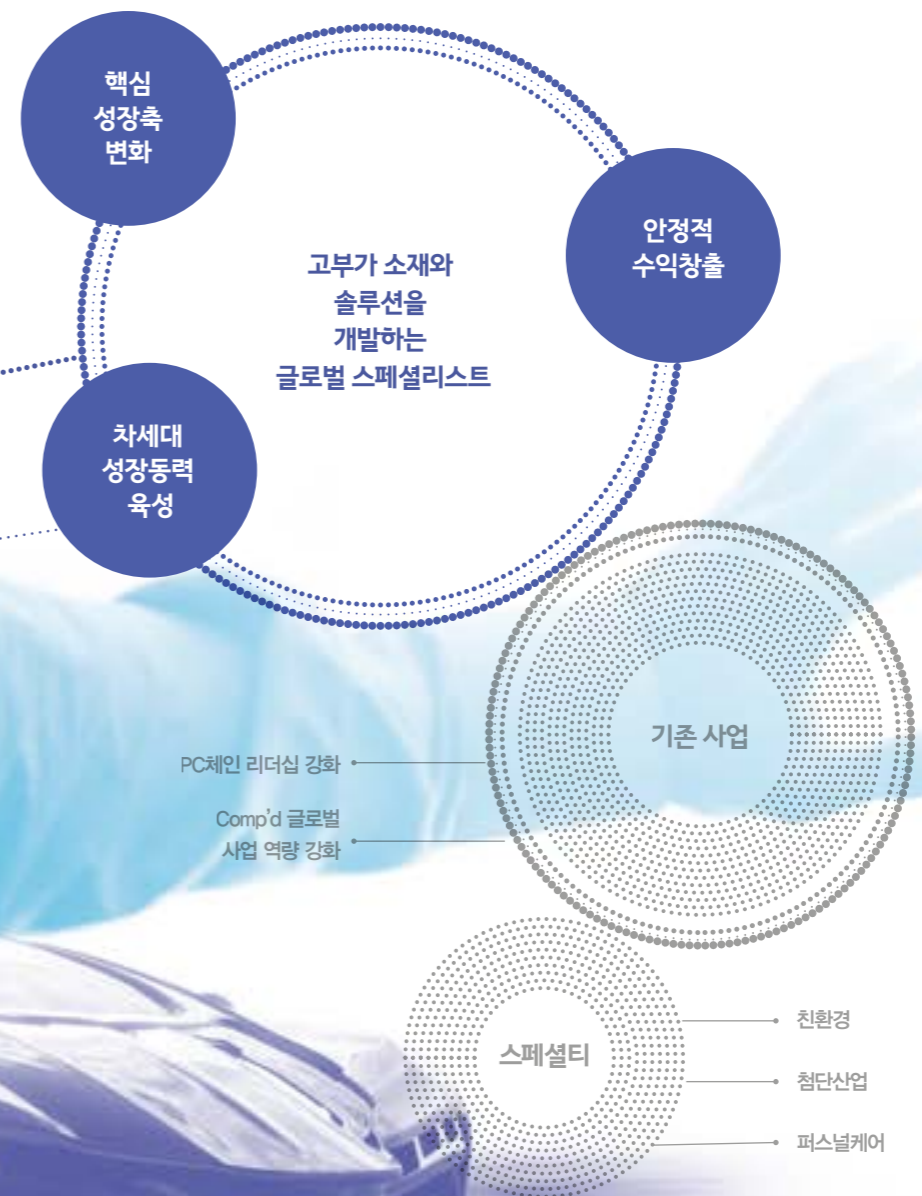 핵심
성장축
변화
안정적
수익창출
고부가 소재와
솔루션을
개발하는
글로벌 스페셜리스트
차세대
성장동력
육성
기존 사업
PC체인 리더십 강화
Comp'd 글로벌
사업 역량 강화
스페셜티
친환경
첨단산업
퍼스널케어